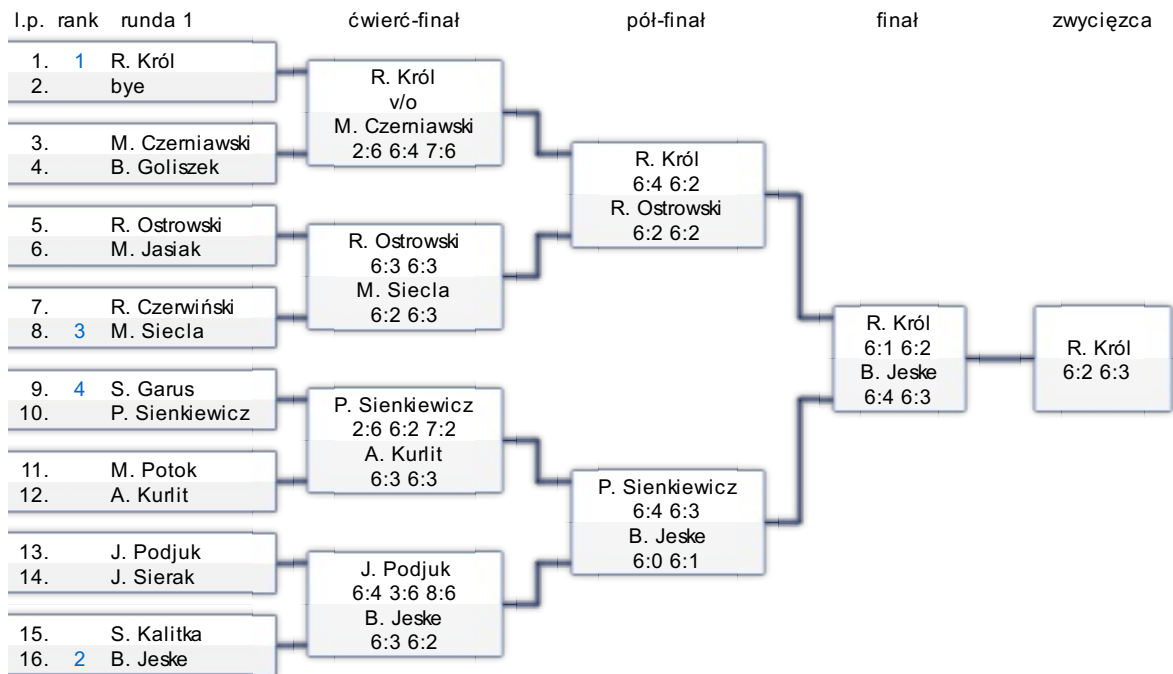 l.p. rank runda 1 ćwierć-finał pół-finał finał zwycięzca
1. 1 R. Król
2. bye
3. M. Czerniawski
4. B. Goliszek
5. R. Ostrowski
6. M. Jasiak
7. R. Czerwiński
8. 3 M. Siecla
9. 4 S. Garus
10. P. Sienkiewicz
11. M. Potok
12. A. Kurlit
13. J. Podjuk
14. J. Sierak
15. S. Kalitka
16. 2 B. Jeske
R. Król
v/o
M. Czerniawski
2:6 6:4 7:6
R. Ostrowski
6:3 6:3
M. Siecla
6:2 6:3
P. Sienkiewicz
2:6 6:2 7:2
A. Kurlit
6:3 6:3
J. Podjuk
6:4 3:6 8:6
B. Jeske
6:3 6:2
R. Król
6:4 6:2
R. Ostrowski
6:2 6:2
P. Sienkiewicz
6:4 6:3
B. Jeske
6:0 6:1
R. Król
6:1 6:2
B. Jeske
6:4 6:3
R. Król
6:2 6:3